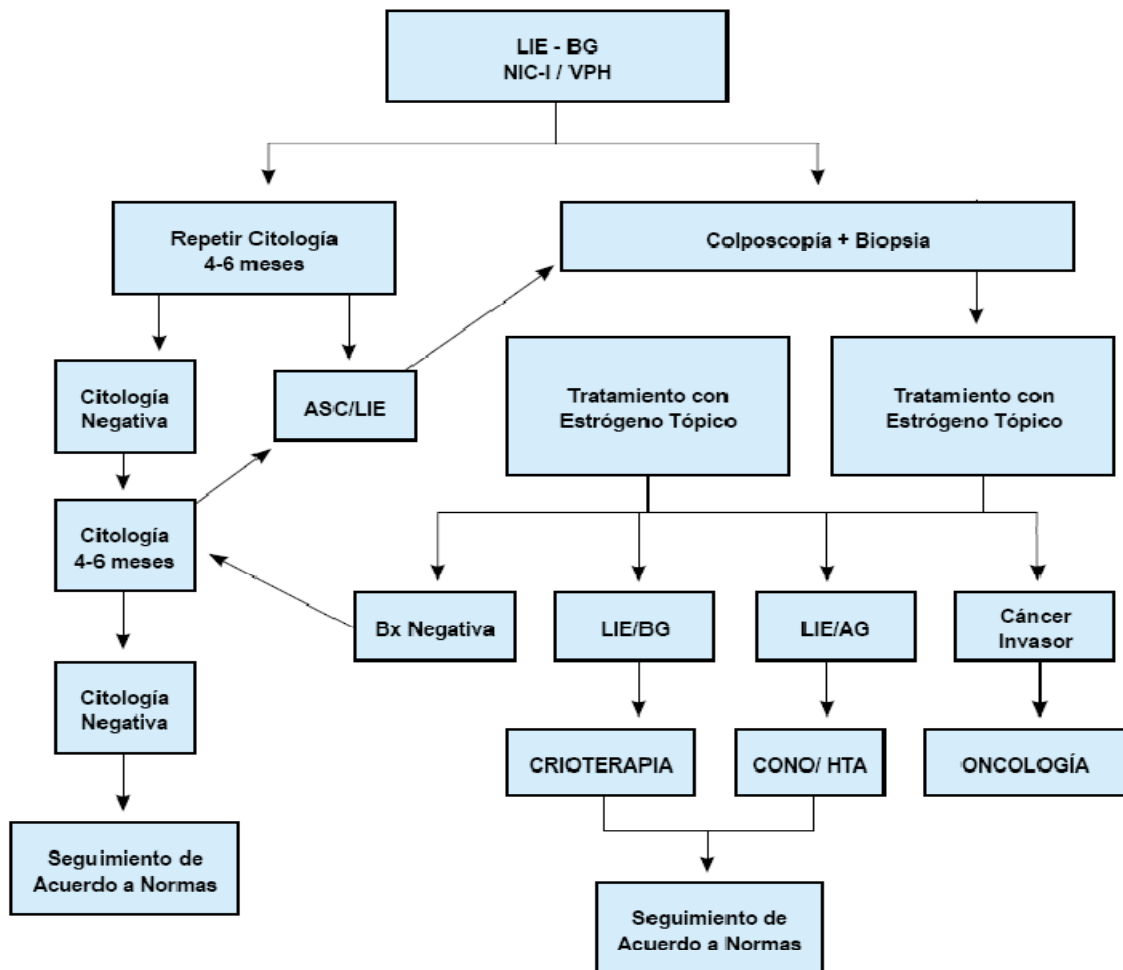 LIE - BG
NIC-I / VPH
Repetir Citología
4-6 meses
Colposcopía + Biopsia
Citología
Negativa
ASC/LIE
Tratamiento con
Estrógeno Tópico
Tratamiento con
Estrógeno Tópico
Citología
4-6 meses
Bx Negativa
LIE/BG
LIE/AG
Cáncer
Invasor
Citología
Negativa
CRIOTERAPIA
CONO/ HTA
ONCOLOGÍA
Seguimiento de
Acuerdo a Normas
Seguimiento de
Acuerdo a Normas